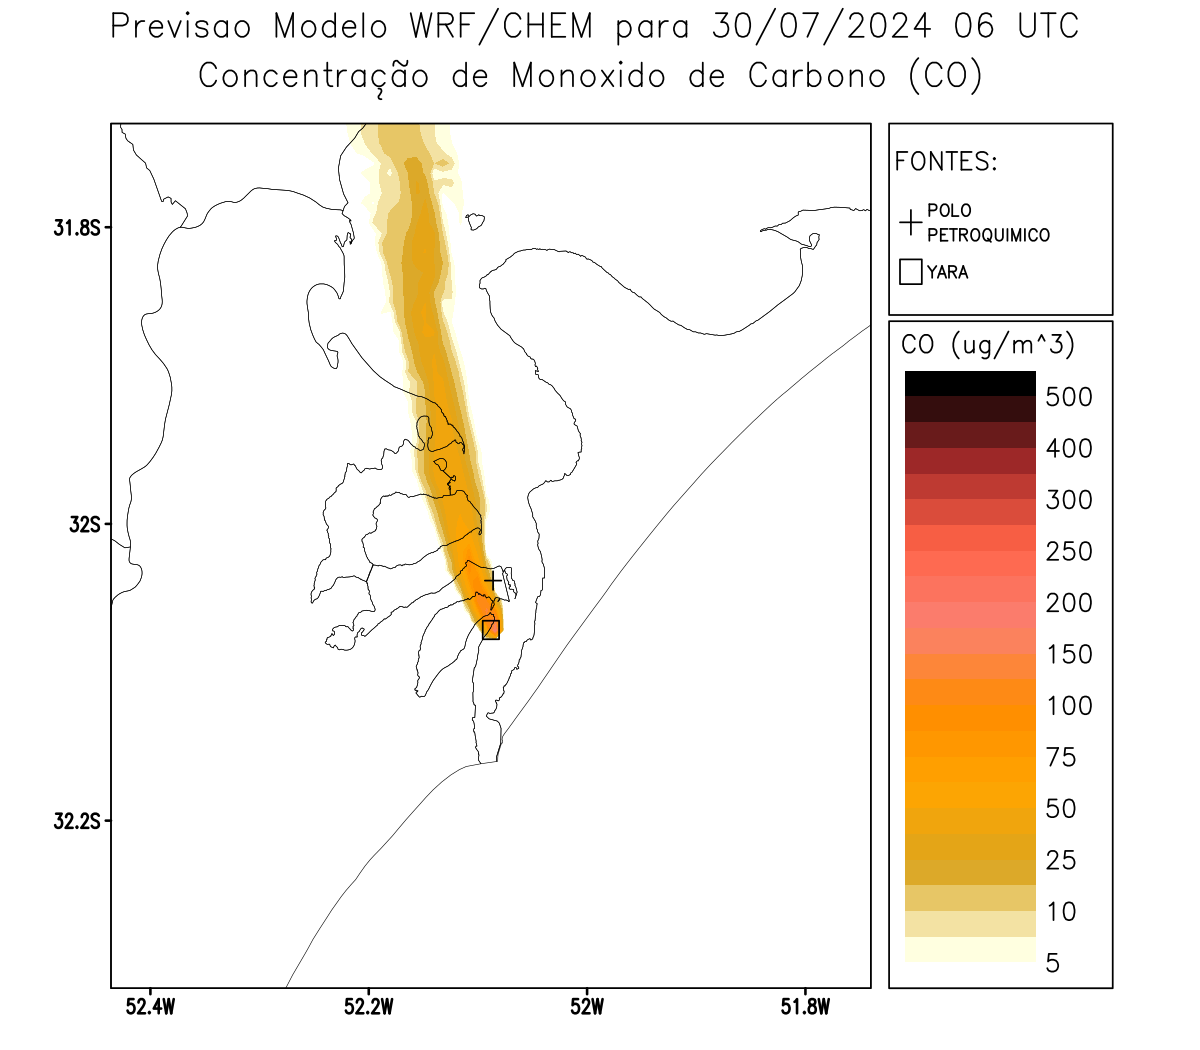 Previsao Modelo WRF/CHEM para 30/07/2024 06 UTC
Concentração de Monoxido de Carbono (CO)
FONTES:
POLO
PETROQUIMICO
YARA
CO (ug/m^3)
500
400
300
250
200
150
100
75
50
25
10
5
31.8S
32S
32.2S
52.4W
52.2W
52W
51.8W